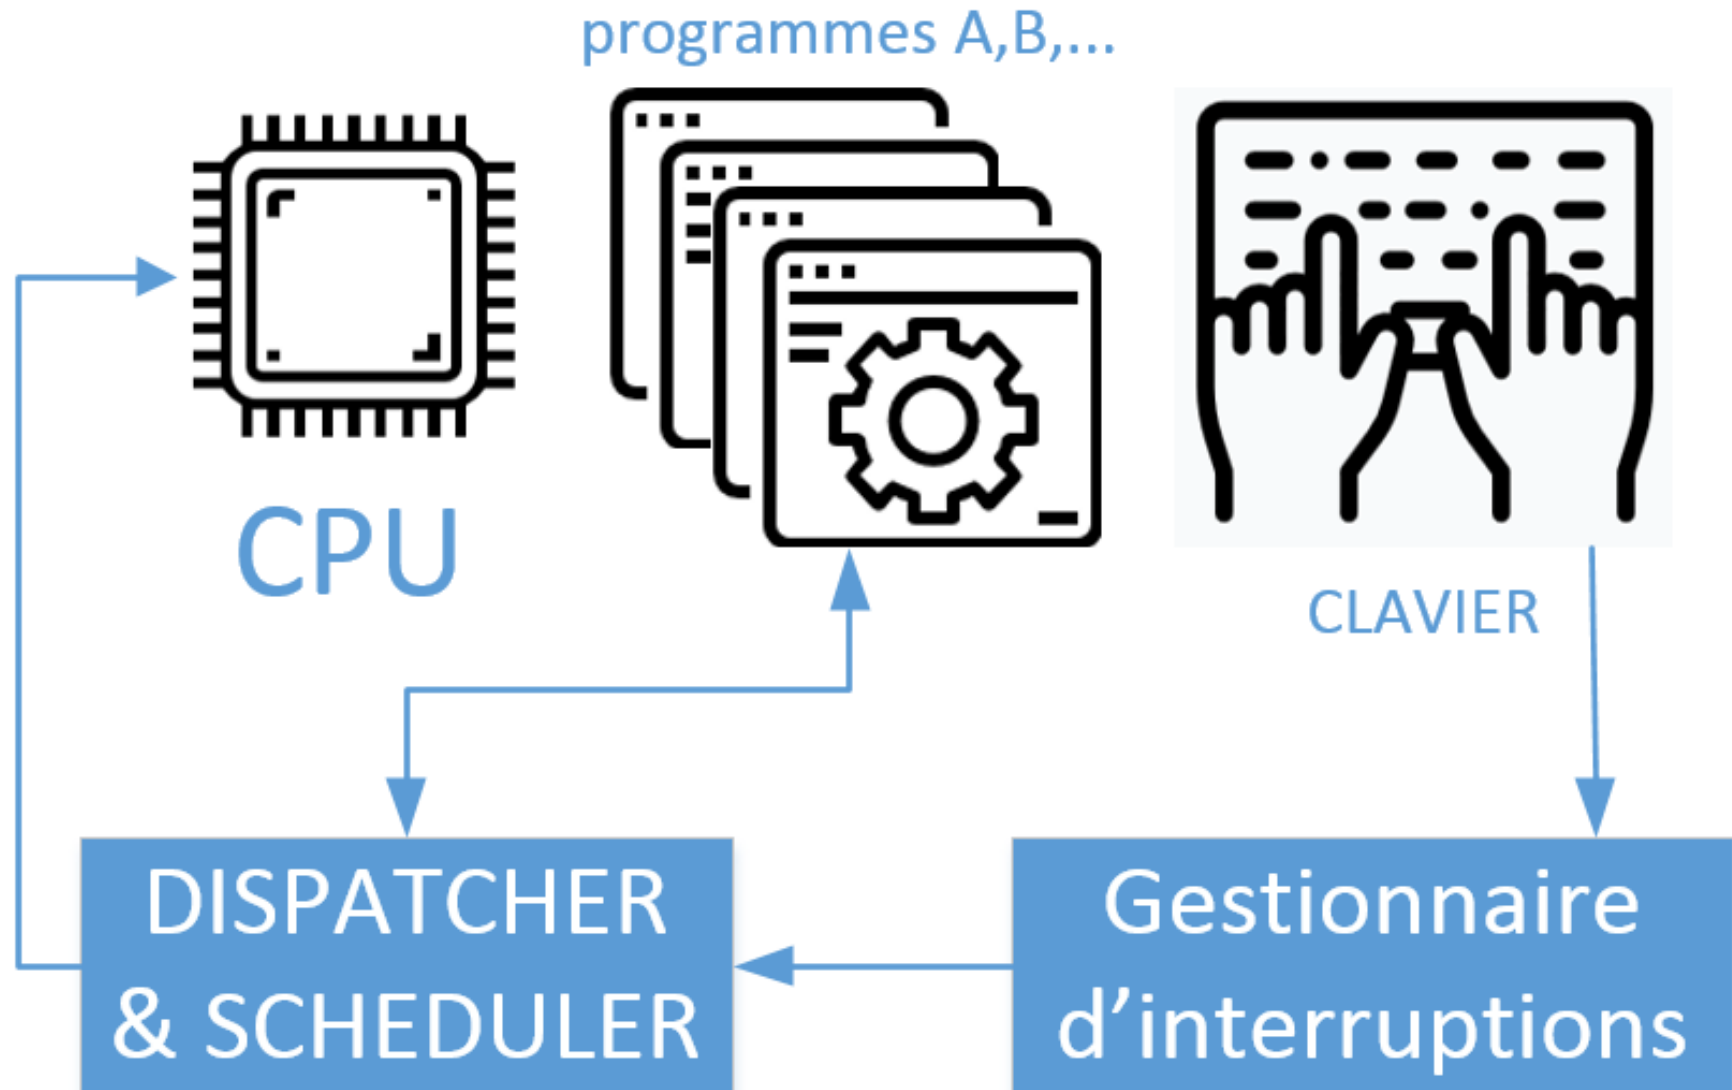 programmes A,B,...
CPU
CLAVIER
DISPATCHER
& SCHEDULER
Gestionnaire
d’interruptions